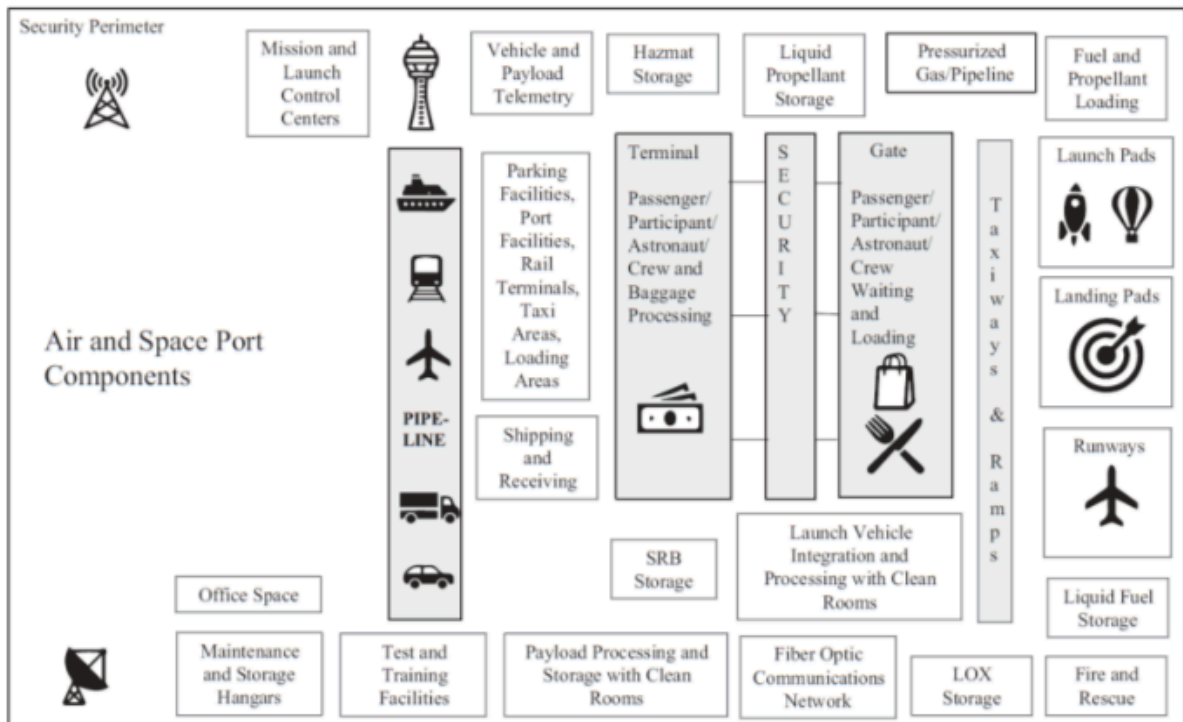 Security Perimeter
Mission and
Launch
Control
Centers
Vehicle and
Payload
Telemetry
Hazmat
Storage
Liquid
Propellant
Storage
Pressurized
Gas/Pipeline
Fuel and
Propellant
Loading
Air and Space Port
Components
PIPE-
LINE
Parking
Facilities,
Port
Facilities,
Rail
Terminals,
Taxi
Areas,
Loading
Areas
Shipping
and
Receiving
Terminal
Passenger/
Participant/
Astronaut/
Crew and
Baggage
Processing
S
E
C
U
R
I
T
Y
Gate
Passenger/
Participant/
Astronaut/
Crew
Waiting
and
Loading
T
a
x
i
w
a
y
s
&
R
a
m
p
s
Launch Pads
Landing Pads
Runways
SRB
Storage
Launch Vehicle
Integration and
Processing with Clean
Rooms
Office Space
Liquid Fuel
Storage
Maintenance
and Storage
Hangars
Test and
Training
Facilities
Payload Processing and
Storage with Clean
Rooms
Fiber Optic
Communications
Network
LOX
Storage
Fire and
Rescue